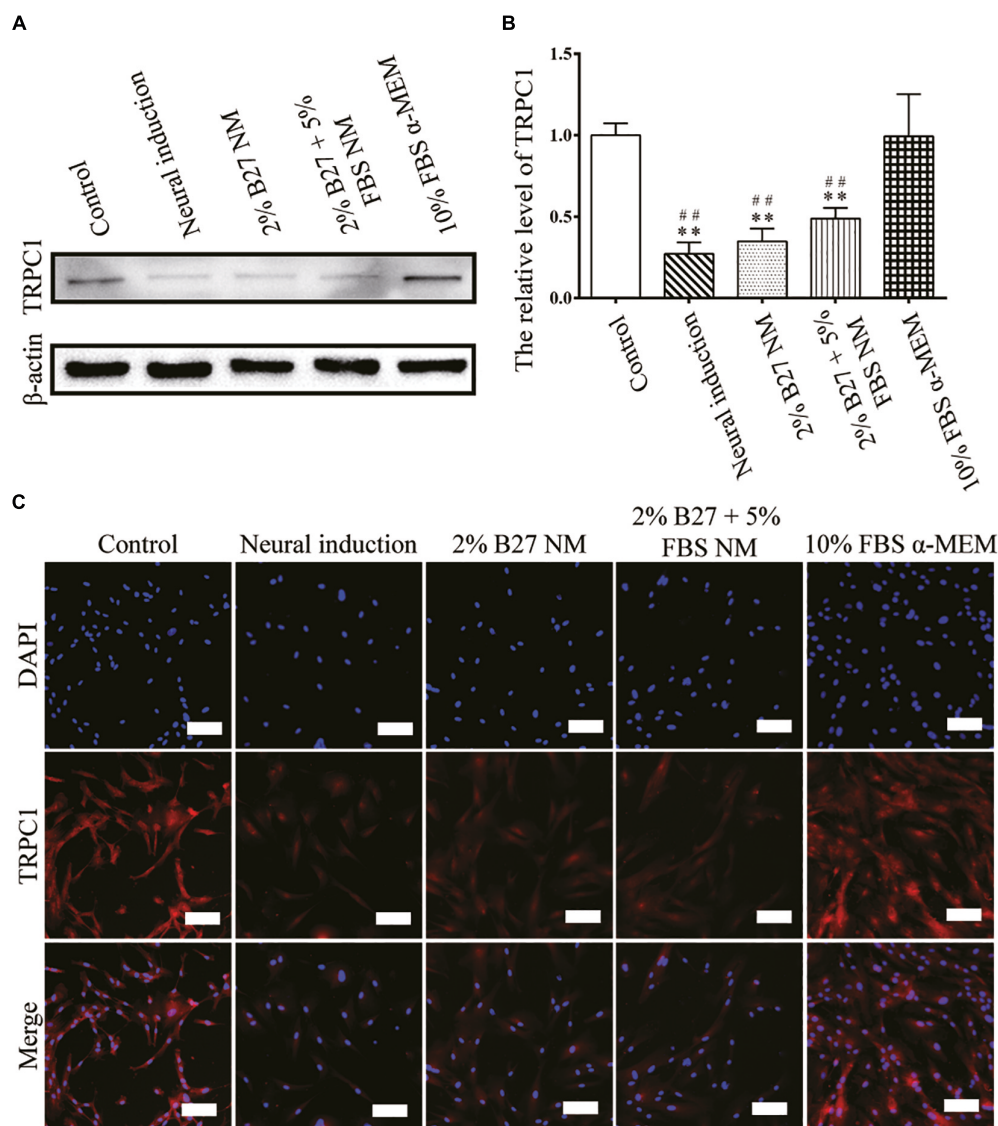 A
Control
Neural induction
2% B27 NM
2% B27 + 5%
FBS NM
10% FBS α-MEM
TRPC1
β-actin
B
The relative level of TRPC1
1.5
1.0
0.5
0.0
##
**
##
**
##
**
Control
Neural induction
2% B27 NM
2% B27 + 5%
FBS NM
10% FBS α-MEM
C
Control
Neural induction
2% B27 NM
2% B27 + 5%
FBS NM
10% FBS α-MEM
DAPI
TRPC1
Merge